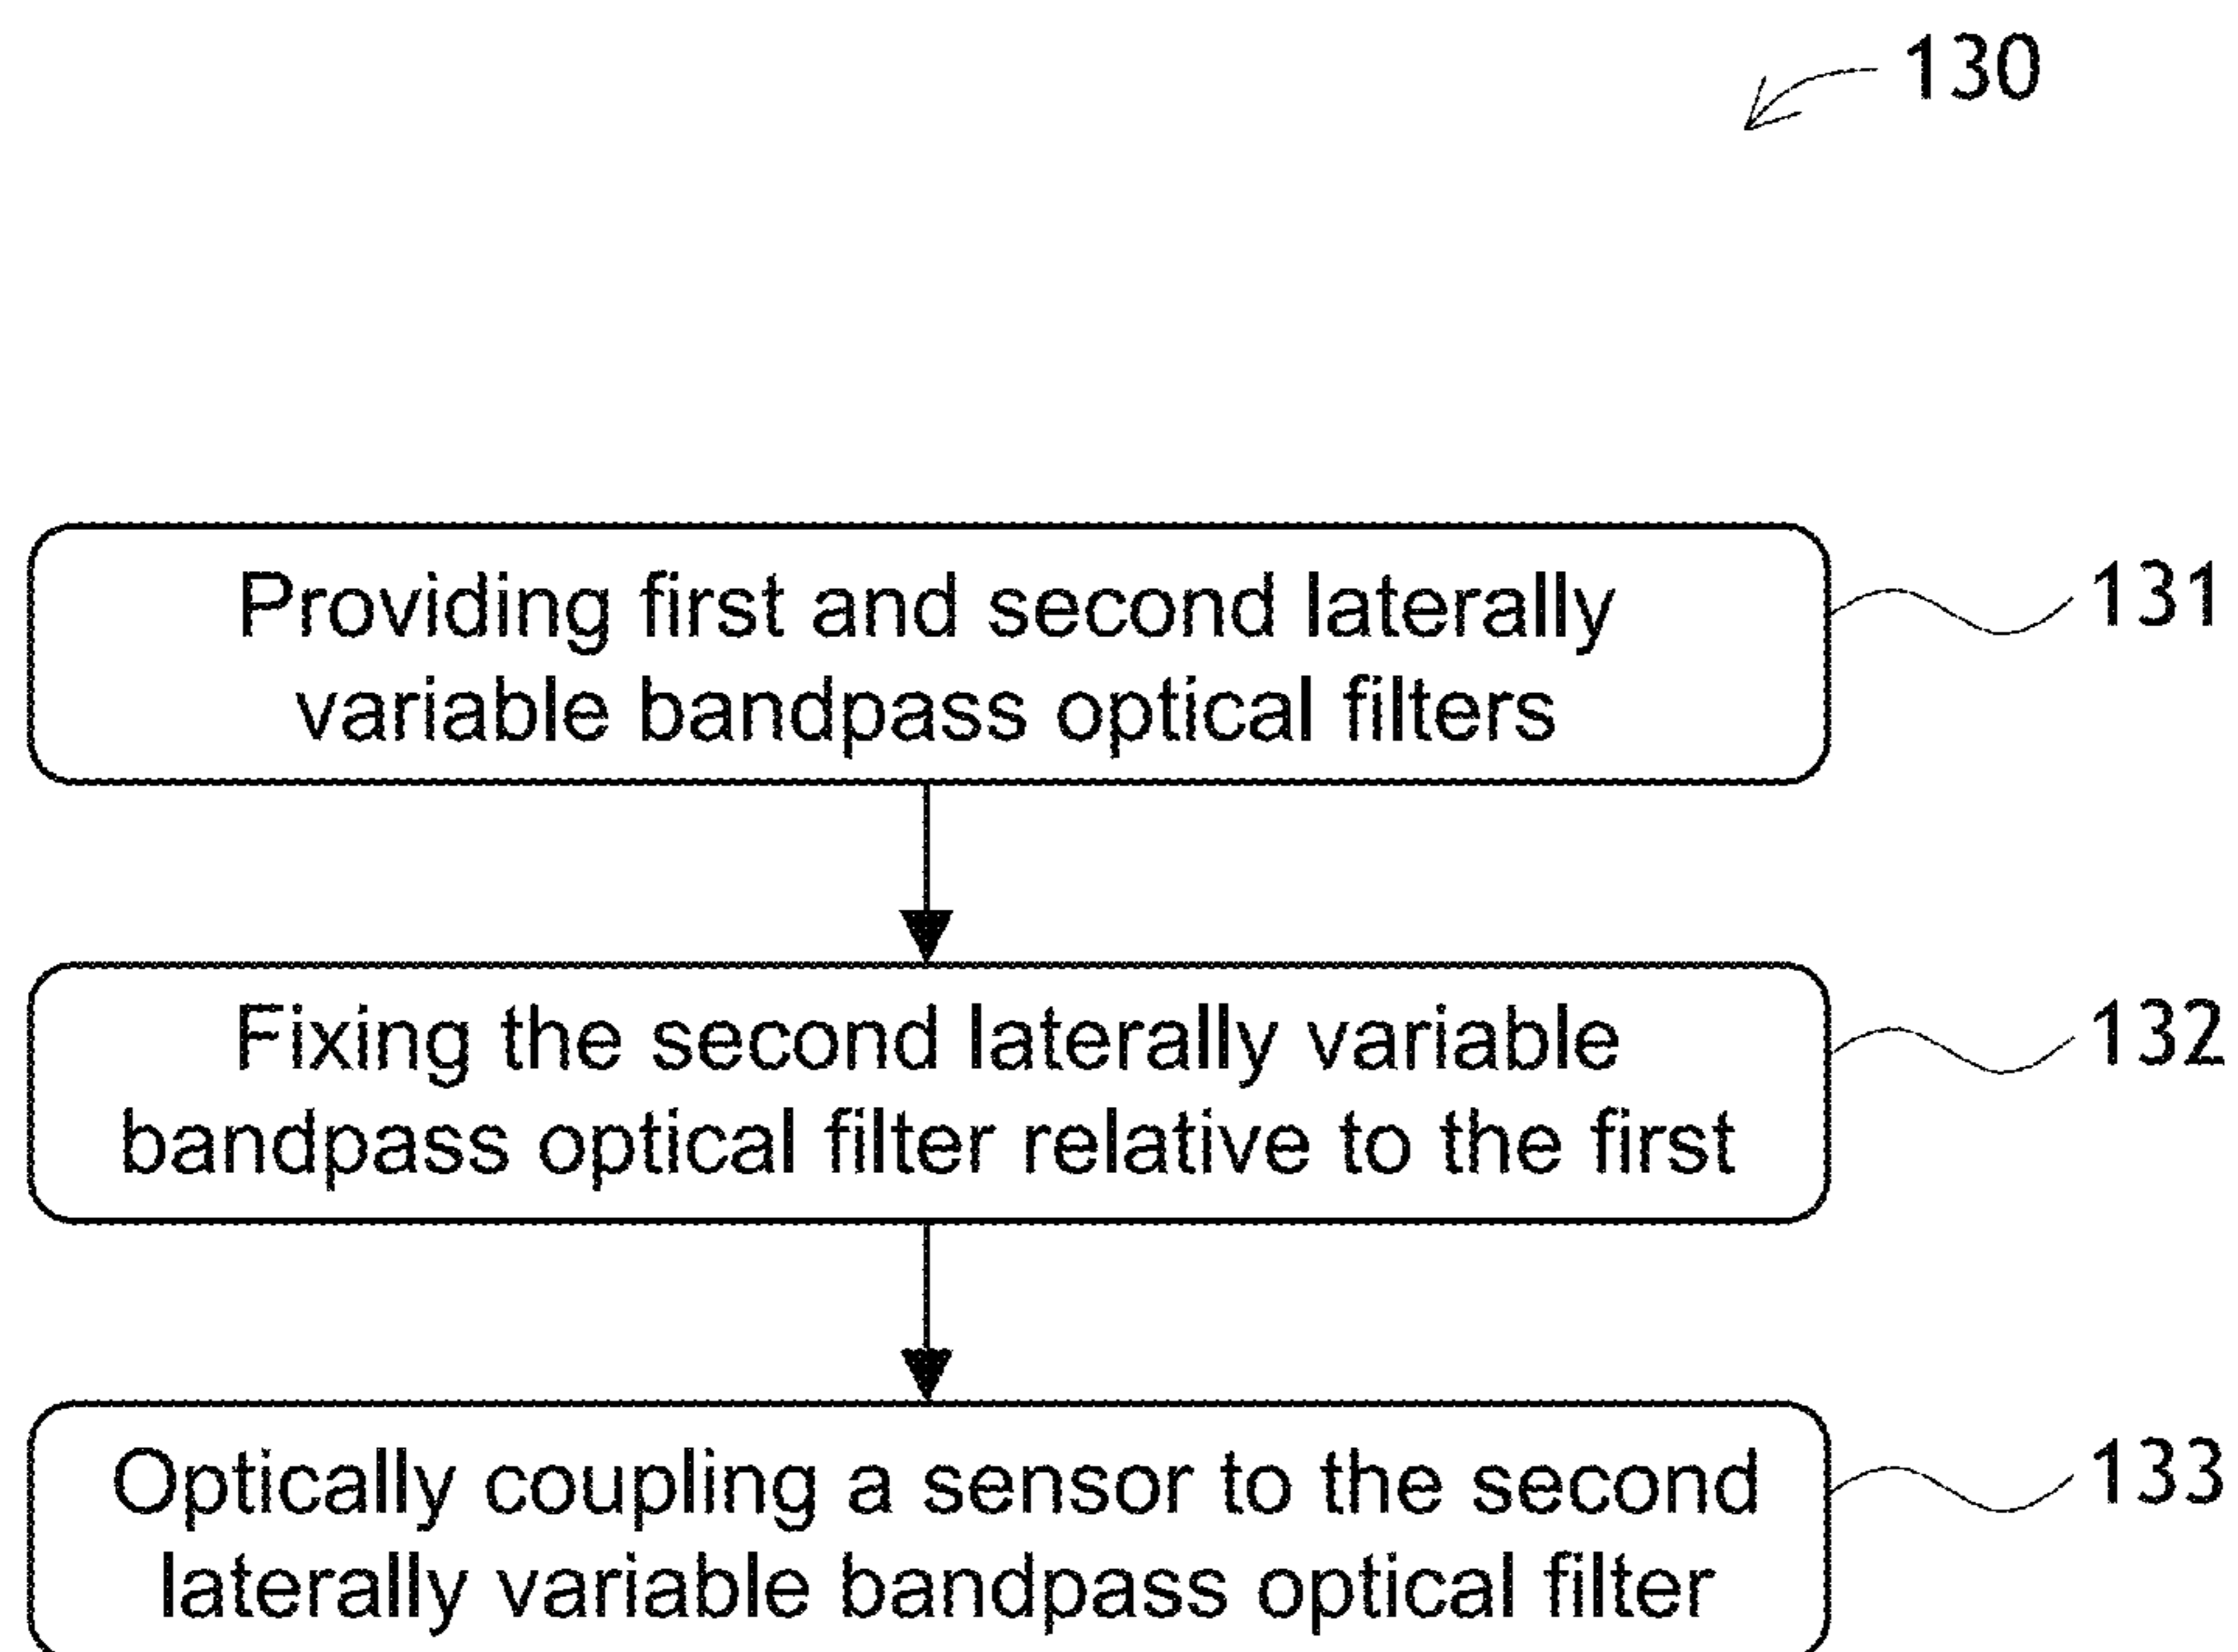 130
Providing first and second laterally
variable bandpass optical filters
131
Fixing the second laterally variable
bandpass optical filter relative to the first
132
Optically coupling a sensor to the second
laterally variable bandpass optical filter
133